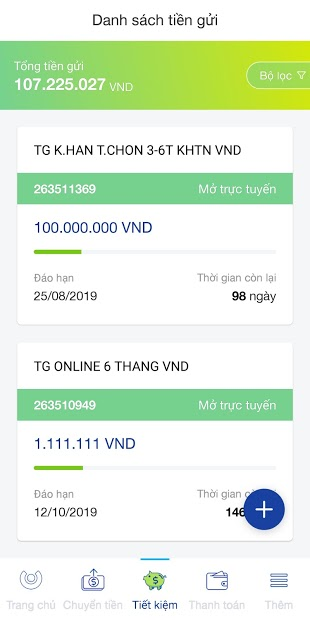 Danh sách tiền gửi
Tổng tiền gửi
107.225.027 VND
Bộ lọc
TG K.HAN T.CHON 3-6T KHTN VND
263511369 Mở trực tuyến
100.000.000 VND
Đáo hạn Thời gian còn lại
25/08/2019 98 ngày
TG ONLINE 6 THANG VND
263510949 Mở trực tuyến
1.111.111 VND
Đáo hạn Thời gian
12/10/2019 146
Trang chủ Chuyển tiền Tiết kiệm Thanh toán Thêm